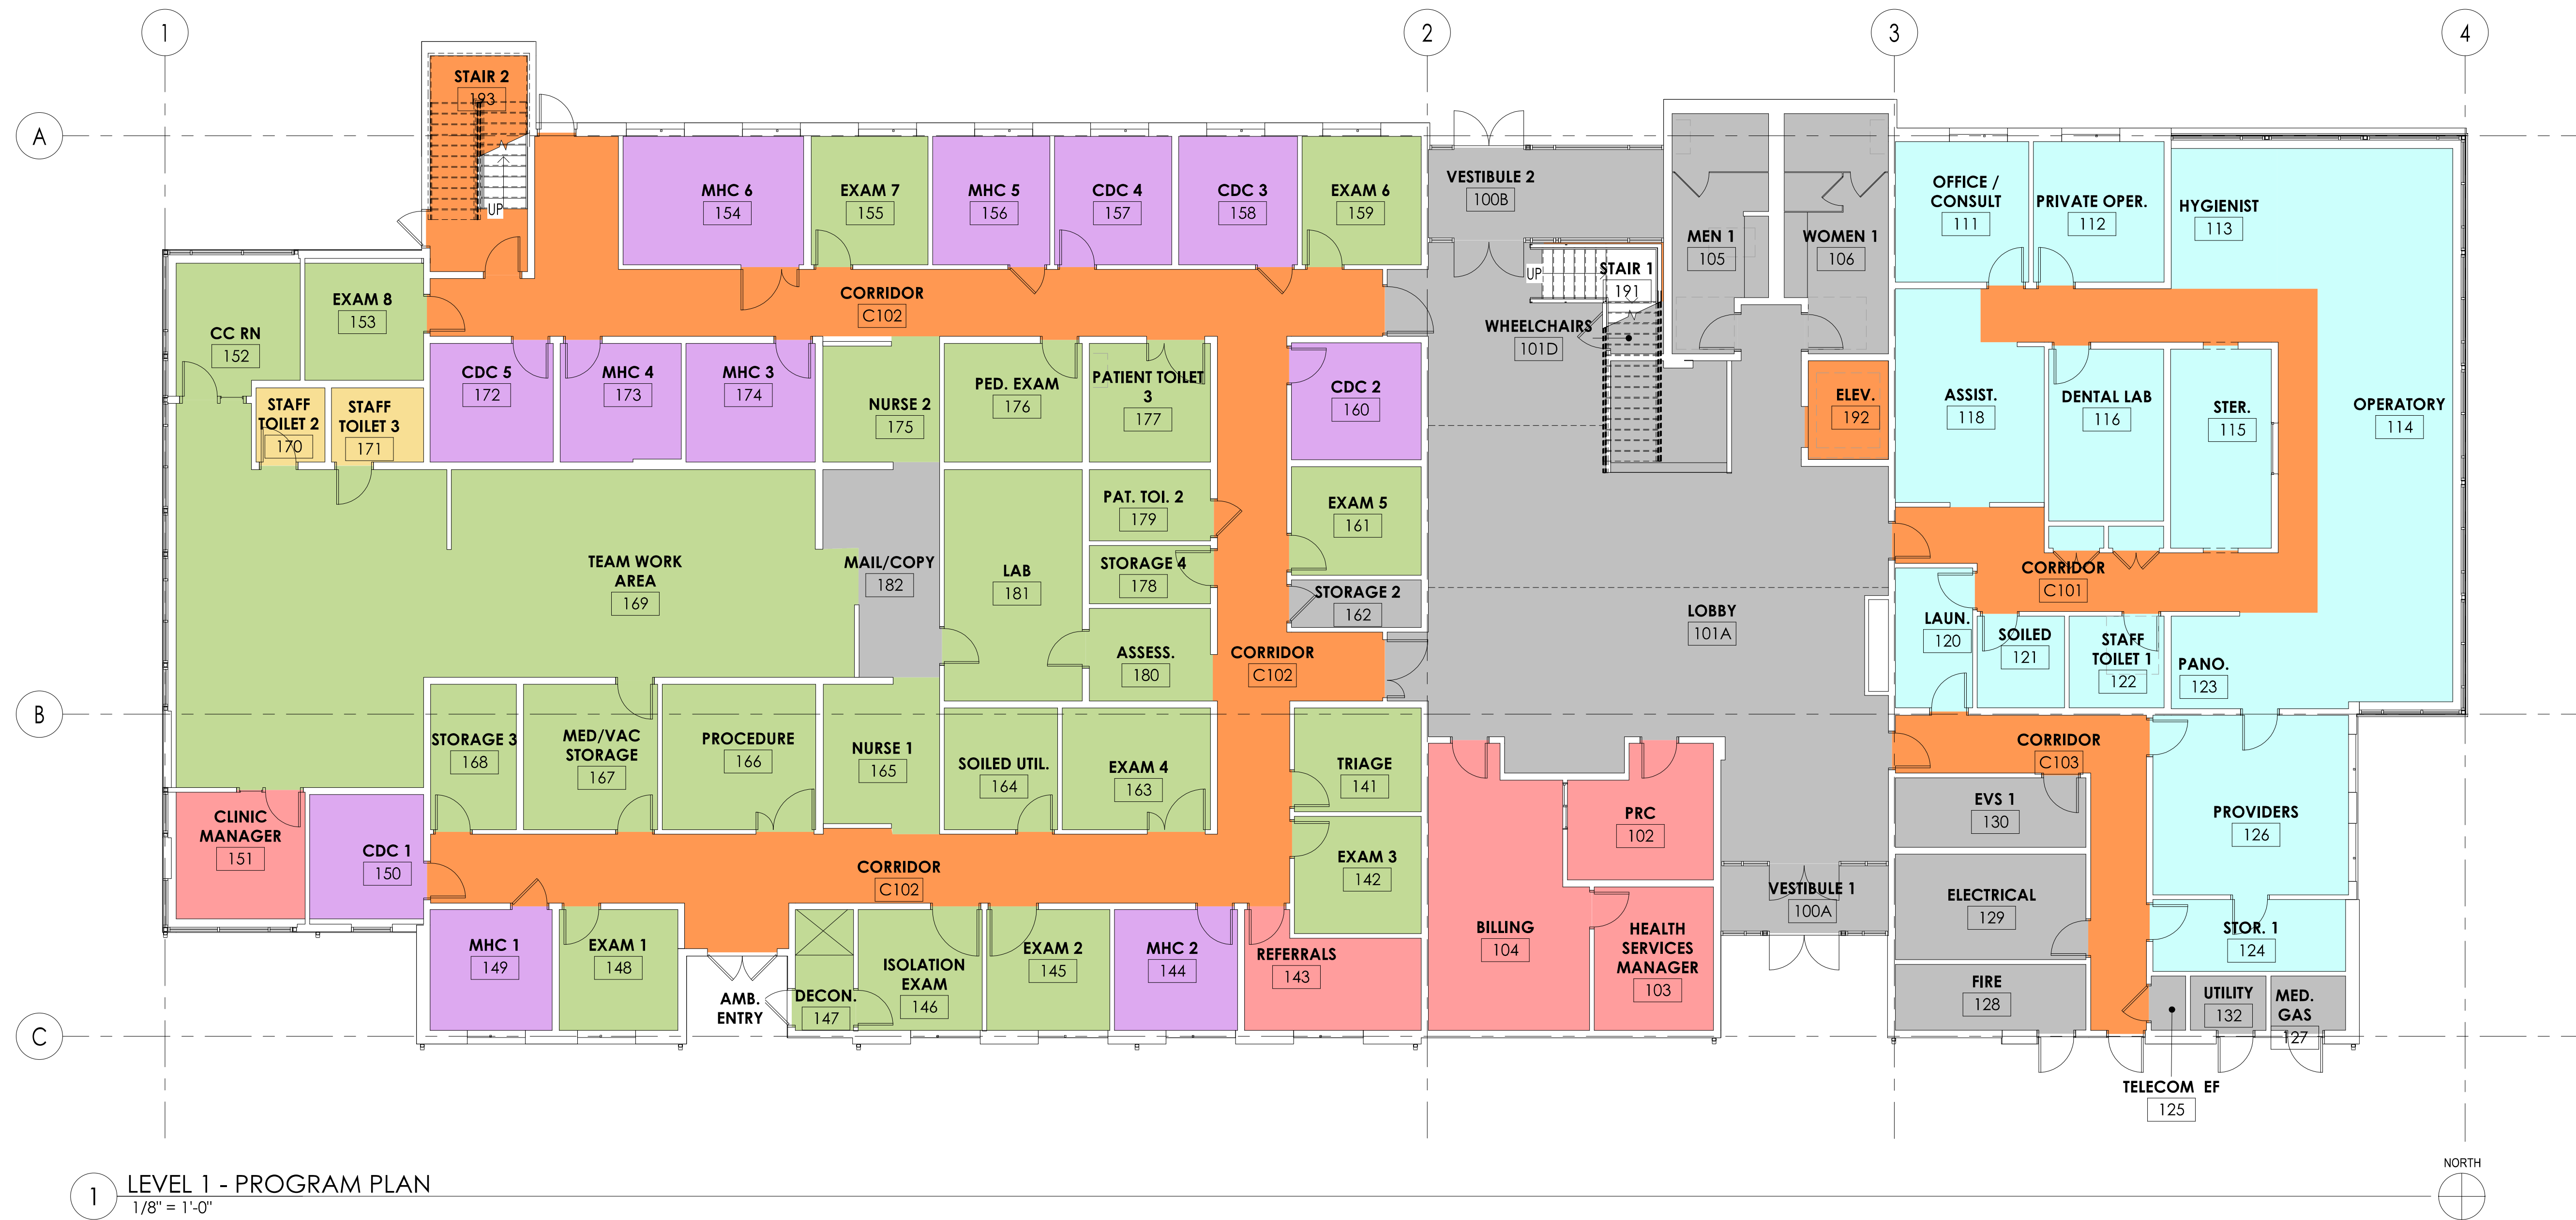 1
2
3
4
A
B
C
STAIR 2
193
UP
MHC 6
154
EXAM 7
155
MHC 5
156
CDC 4
157
CDC 3
158
EXAM 6
159
VESTIBULE 2
100B
MEN 1
105
WOMEN 1
106
OFFICE /
CONSULT
111
PRIVATE OPER.
112
HYGIENIST
113
CC RN
152
EXAM 8
153
CORRIDOR
C102
UP
STAIR 1
191
WHEELCHAIRS
101D
STAFF
TOILET 2
170
STAFF
TOILET 3
171
CDC 5
172
MHC 4
173
MHC 3
174
NURSE 2
175
PED. EXAM
176
PATIENT TOILET
3
177
CDC 2
160
ELEV.
192
ASSIST.
118
DENTAL LAB
116
STER.
115
OPERATORY
114
TEAM WORK
AREA
169
MAIL/COPY
182
LAB
181
PAT. TOI. 2
179
STORAGE 4
178
ASSESS.
180
EXAM 5
161
STORAGE 2
162
CORRIDOR
C102
LOBBY
101A
CORRIDOR
C101
LAUN.
120
SOILED
121
STAFF
TOILET 1
122
PANO.
123
STORAGE 3
168
MED/VAC
STORAGE
167
PROCEDURE
166
NURSE 1
165
SOILED UTIL.
164
EXAM 4
163
TRIAGE
141
CORRIDOR
C103
CLINIC
MANAGER
151
CDC 1
150
CORRIDOR
C102
EXAM 3
142
PRC
102
EVS 1
130
PROVIDERS
126
MHC 1
149
EXAM 1
148
AMB.
ENTRY
DECON.
147
ISOLATION
EXAM
146
EXAM 2
145
MHC 2
144
REFERRALS
143
BILLING
104
HEALTH
SERVICES
MANAGER
103
VESTIBULE 1
100A
ELECTRICAL
129
STOR. 1
124
FIRE
128
UTILITY
132
MED.
GAS
127
TELECOM EF
125
1
LEVEL 1 - PROGRAM PLAN
1/8" = 1'-0"
NORTH